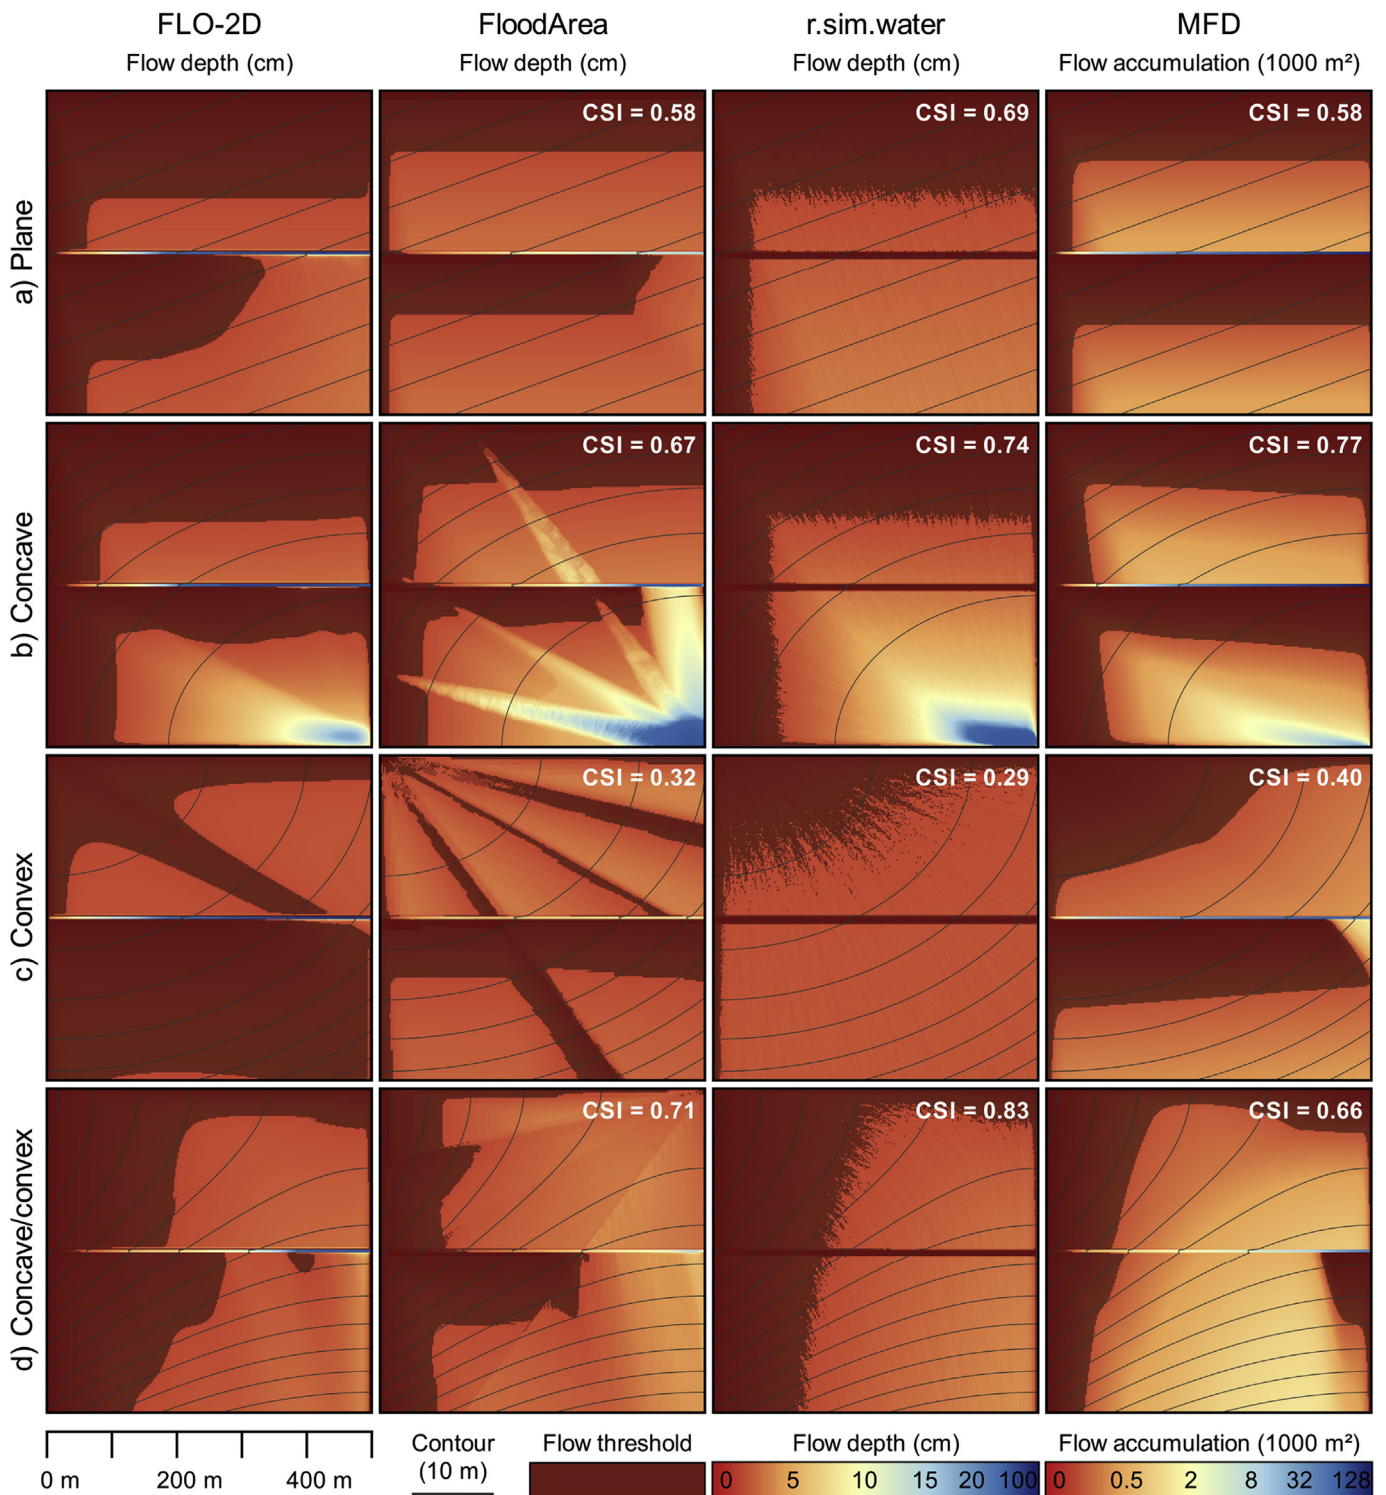 FLO-2D FloodArea r.sim.water MFD
Flow depth (cm) Flow depth (cm) Flow depth (cm) Flow accumulation (1000 m²)
a) Plane
CSI = 0.58 CSI = 0.69 CSI = 0.58
b) Concave
CSI = 0.67 CSI = 0.74 CSI = 0.77
c) Convex
CSI = 0.32 CSI = 0.29 CSI = 0.40
d) Concave/convex
CSI = 0.71 CSI = 0.83 CSI = 0.66
0 m 200 m 400 m
Contour
(10 m)
Flow threshold
Flow depth (cm)
0 5 10 15 20 100
Flow accumulation (1000 m²)
0 0.5 2 8 32 128